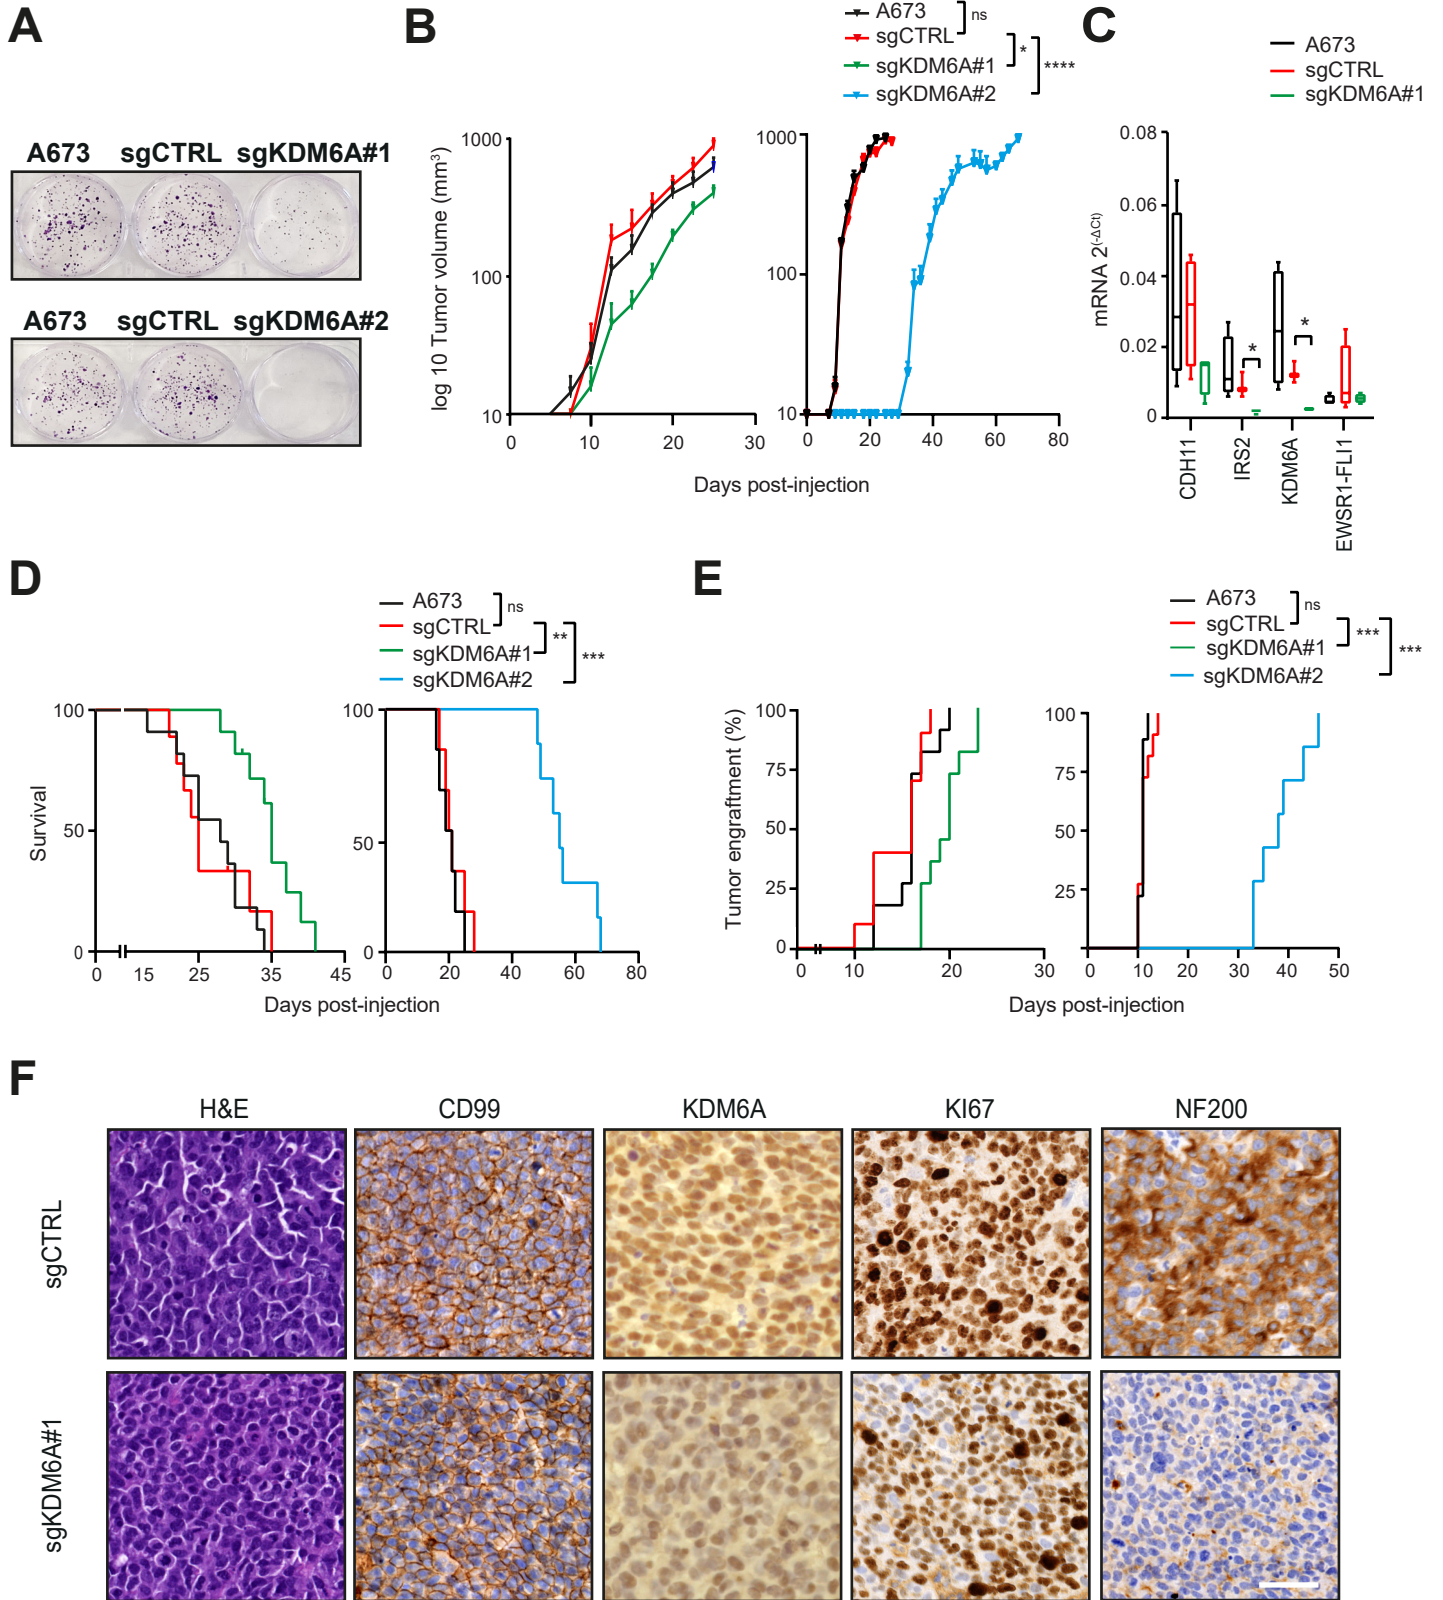 A
A673 sgCTRL sgKDM6A#1
A673 sgCTRL sgKDM6A#2
B
A673
sgCTRL
sgKDM6A#1
sgKDM6A#2
ns
*
****
log 10 Tumor volume (mm³)
1000
100
10
0 10 20 30
1000
100
10
0 20 40 60 80
Days post-injection
C
A673
sgCTRL
sgKDM6A#1
mRNA 2(-ΔCt)
0.08
0.06
0.04
0.02
0
*
*
CDH11
IRS2
KDM6A
EWSR1-FLI1
D
A673
sgCTRL
sgKDM6A#1
sgKDM6A#2
ns
**
***
Survival
100
50
0
0 15 25 35 45
100
50
0
0 20 40 60 80
Days post-injection
E
A673
sgCTRL
sgKDM6A#1
sgKDM6A#2
ns
***
***
Tumor engraftment (%)
100
75
50
25
0
0 10 20 30
100
75
50
25
0 10 20 30 40 50
Days post-injection
F
H&E CD99 KDM6A KI67 NF200
sgCTRL
sgKDM6A#1